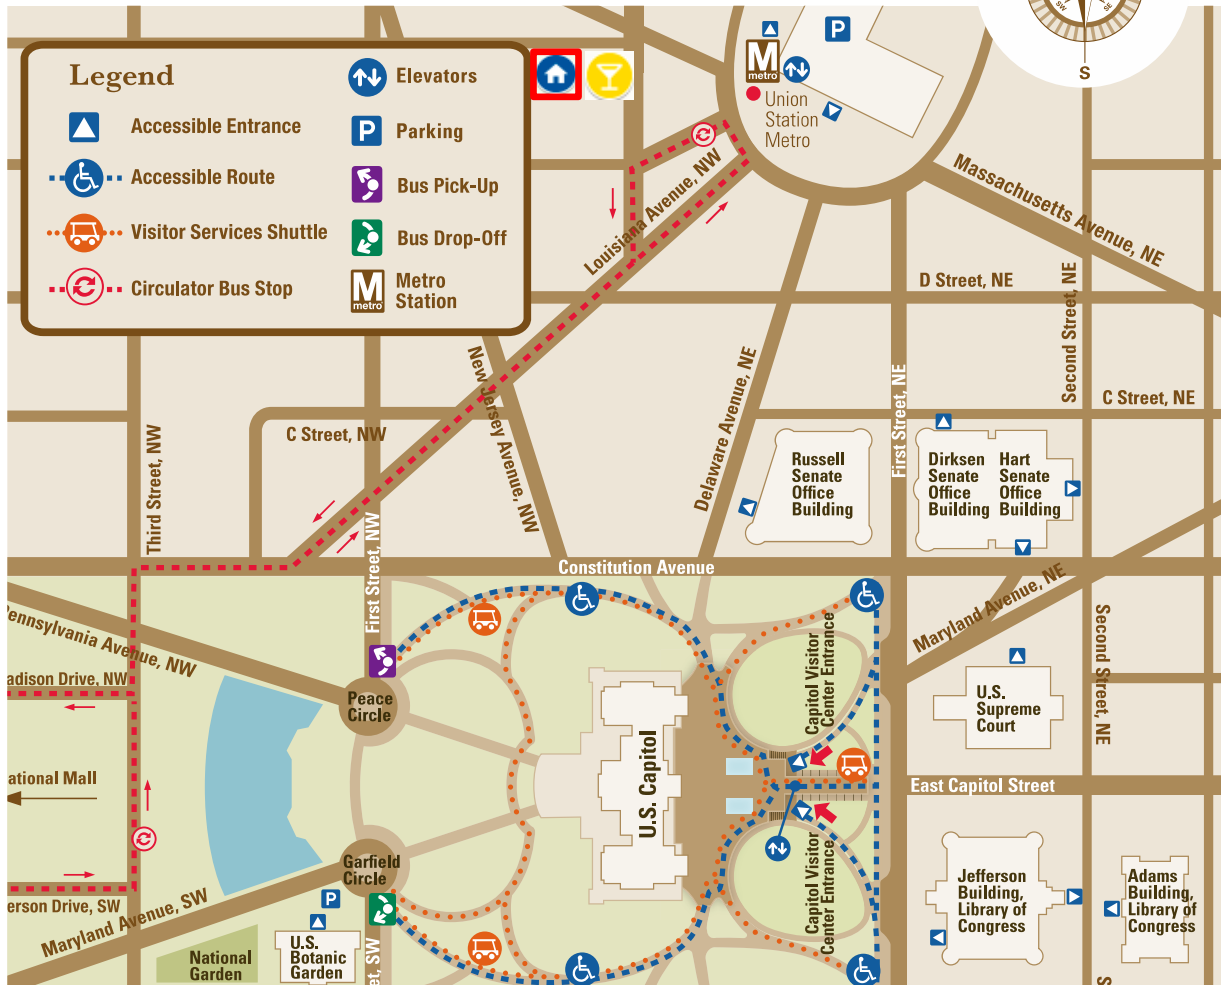 SW
SE
S
Legend
Accessible Entrance
Accessible Route
Visitor Services Shuttle
Circulator Bus Stop
Elevators
P
Parking
Bus Pick-Up
Bus Drop-Off
M
metro
Metro
Station
P
M
metro
Union
Station
Metro
Louisiana Avenue, NW
Massachusetts Avenue, NE
D Street, NE
Second Street, NE
C Street, NE
First Street, NE
Delaware Avenue, NE
New Jersey Avenue, NW
C Street, NW
Third Street, NW
First Street, NW
Russell
Senate
Office
Building
Dirksen
Senate
Office
Building
Hart
Senate
Office
Building
Constitution Avenue
Maryland Avenue, NE
Second Street, NE
Pennsylvania Avenue, NW
adison Drive, NW
Peace
Circle
ational Mall
U.S. Capitol
Capitol Visitor
Center Entrance
U.S.
Supreme
Court
East Capitol Street
Capitol Visitor
Center Entrance
Garfield
Circle
erson Drive, SW
Maryland Avenue, SW
P
U.S.
Botanic
Garden
National
Garden
et, SW
Jefferson
Building,
Library of
Congress
Adams
Building,
Library of
Congress
S